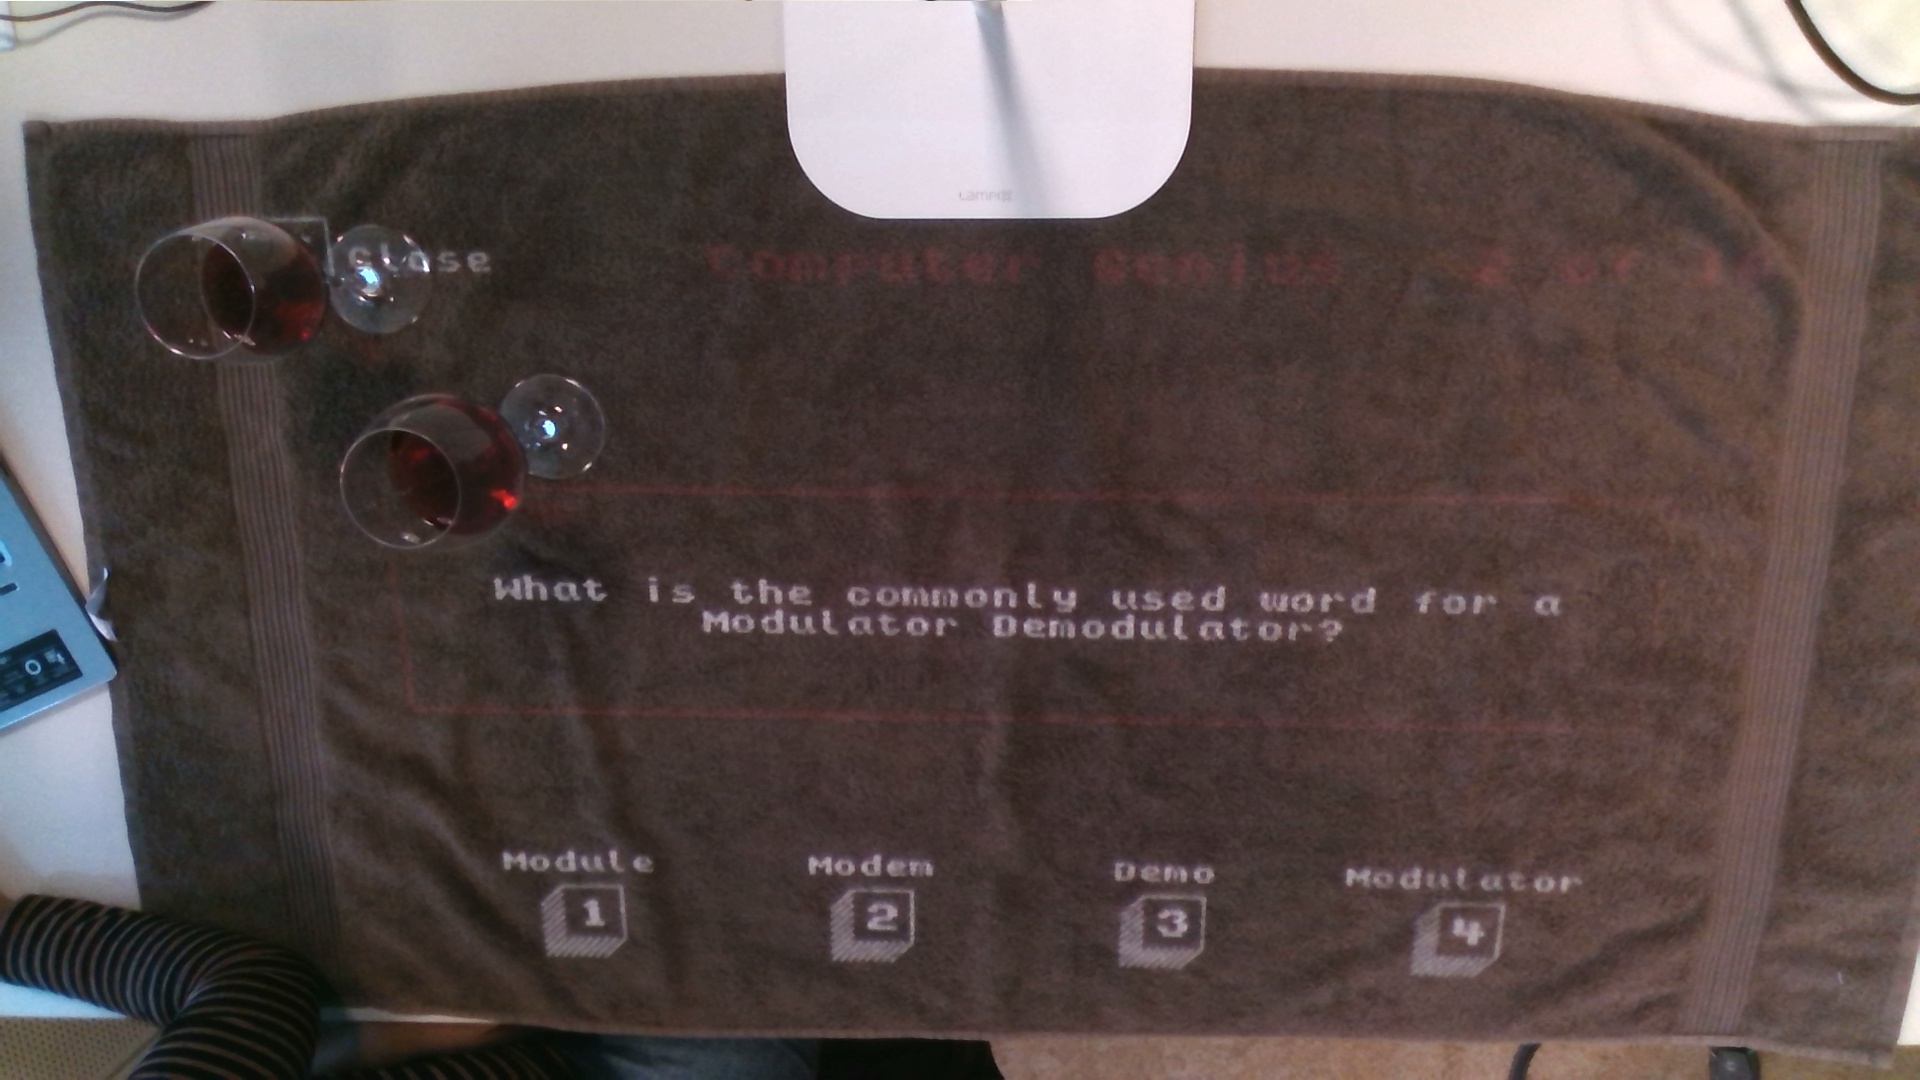 Lampix
Close
Computer Genius
What is the commonly used word for a
Modulator Demodulator?
Module
Modem
Demo
Modulator
1
2
3
4